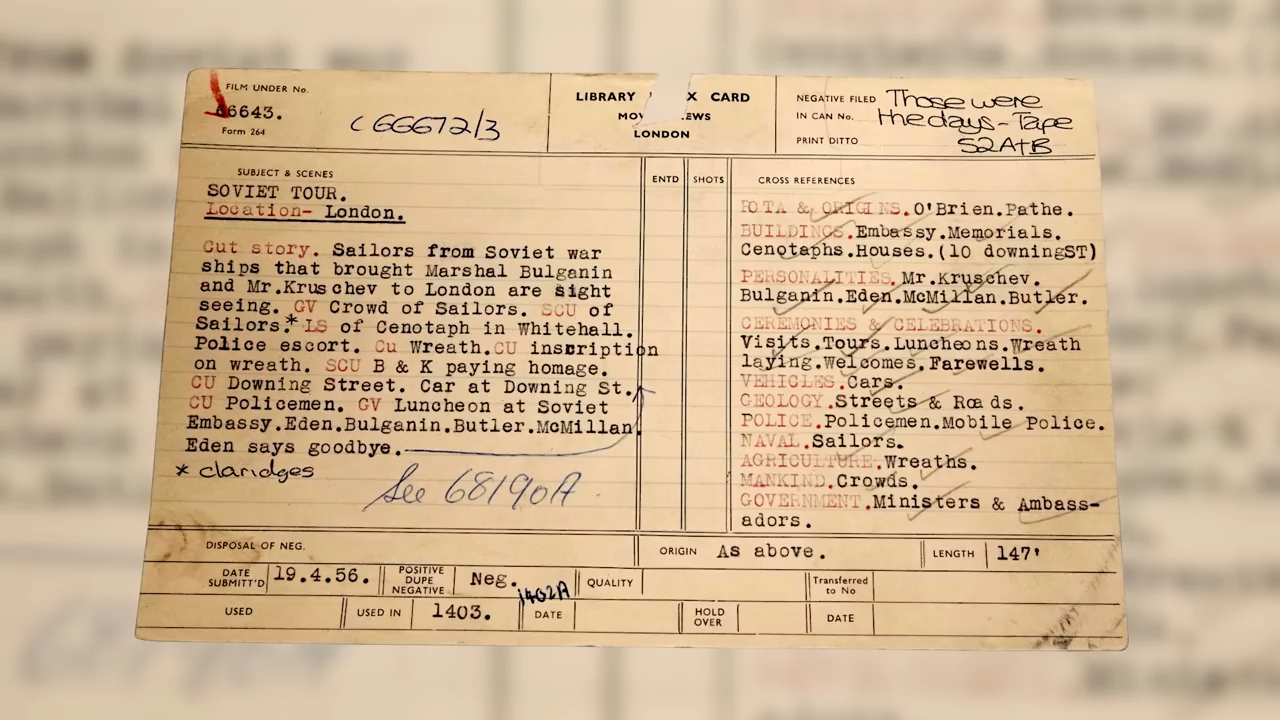 FILM UNDER No.
66643.
Form 264
C GGG72/3
LIBRARY X CARD
EWS
LONDON
NEGATIVE FILED Those were
IN CAN No. the days-Tape
PRINT DITTO S2A+B
SUBJECT & SCENES
SOVIET TOUR.
Location- London.
Cut story. Sailors from Soviet war
ships that brought Marshal Bulganin
and Mr.Kruschev to London are sight
seeing. GV Crowd of Sailors. SCU of
Sailors.* LS of Cenotaph in Whitehall.
Police escort. Cu Wreath.CU inscription
on wreath. SCU B & K paying homage.
CU Downing Street. Car at Downing St.
CU Policemen. GV Luncheon at Soviet
Embassy.Eden.Bulganin.Butler.McMillan.
Eden says goodbye.
* claridges
See 68190A
ENTD
SHOTS
CROSS REFERENCES
ROTA & ORIGINS.O'Brien.Pathe.
BUILDINGS.Embassy.Memorials.
Cenotaphs.Houses.(10 downingST)
PERSONALITIES.Mr.Kruschev.
Bulganin.Eden.McMillan.Butler.
CEREMONIES & CELEBRATIONS.
Visits.Tours.Luncheons.Wreath
laying.Welcomes.Farewells.
VEHICLES.Cars.
GEOLOGY.Streets & Roads.
POLICE.Policemen.Mobile Police.
NAVAL.Sailors.
AGRICULTURE.Wreaths.
MANKIND.Crowds.
GOVERNMENT.Ministers & Ambass-
adors.
DISPOSAL OF NEG.
ORIGIN As above.
LENGTH 147'
DATE SUBMITT'D 19.4.56.
POSITIVE DUPE NEGATIVE Neg.
1402A
QUALITY
Transferred to No
USED
USED IN 1403.
DATE
HOLD OVER
DATE